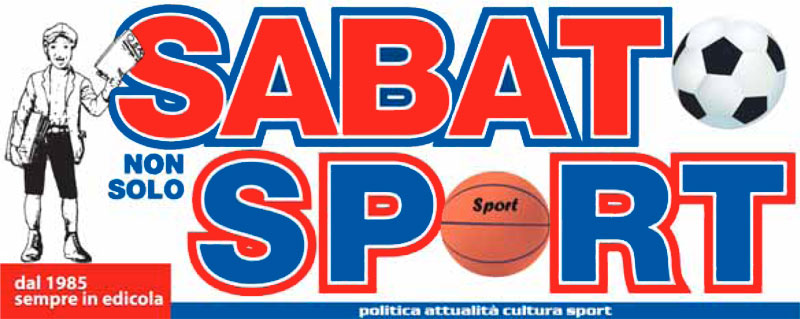 SABATO
NON
SOLO
SPORT
Sport
dal 1985
sempre in edicola
politica attualità cultura sport